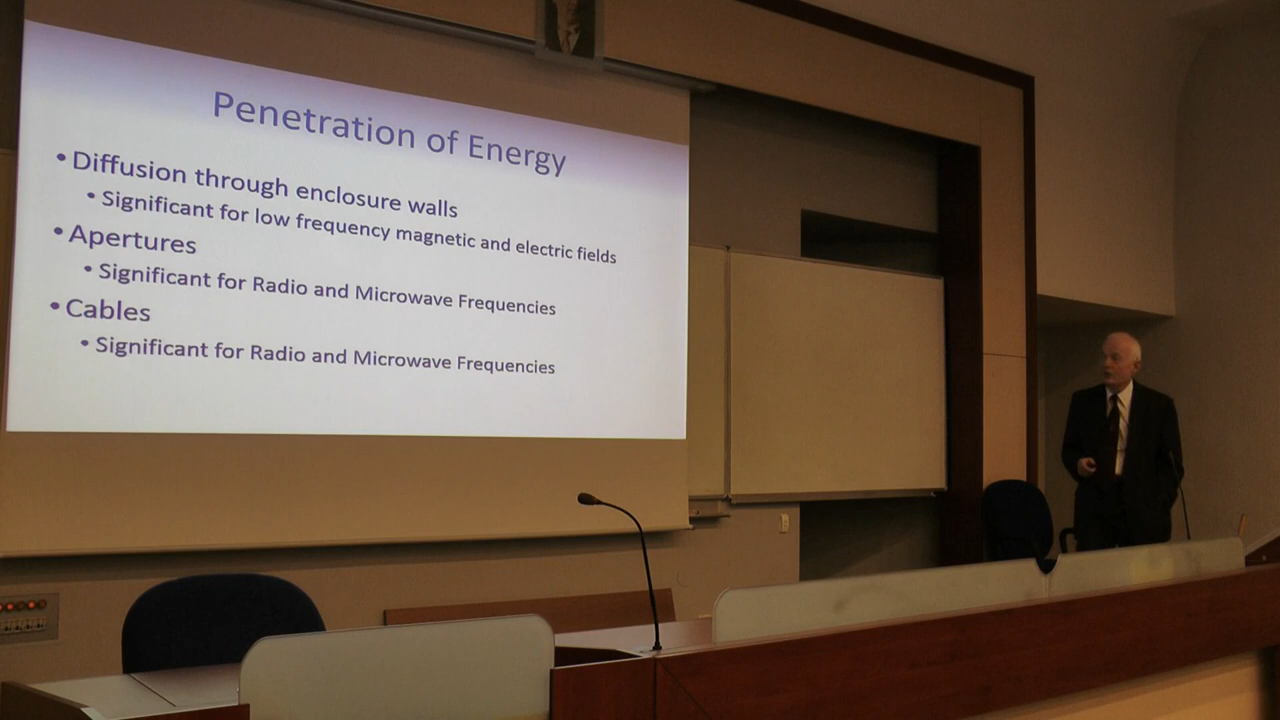 Penetration of Energy
• Diffusion through enclosure walls
• Significant for low frequency magnetic and electric fields
• Apertures
• Significant for Radio and Microwave Frequencies
• Cables
• Significant for Radio and Microwave Frequencies